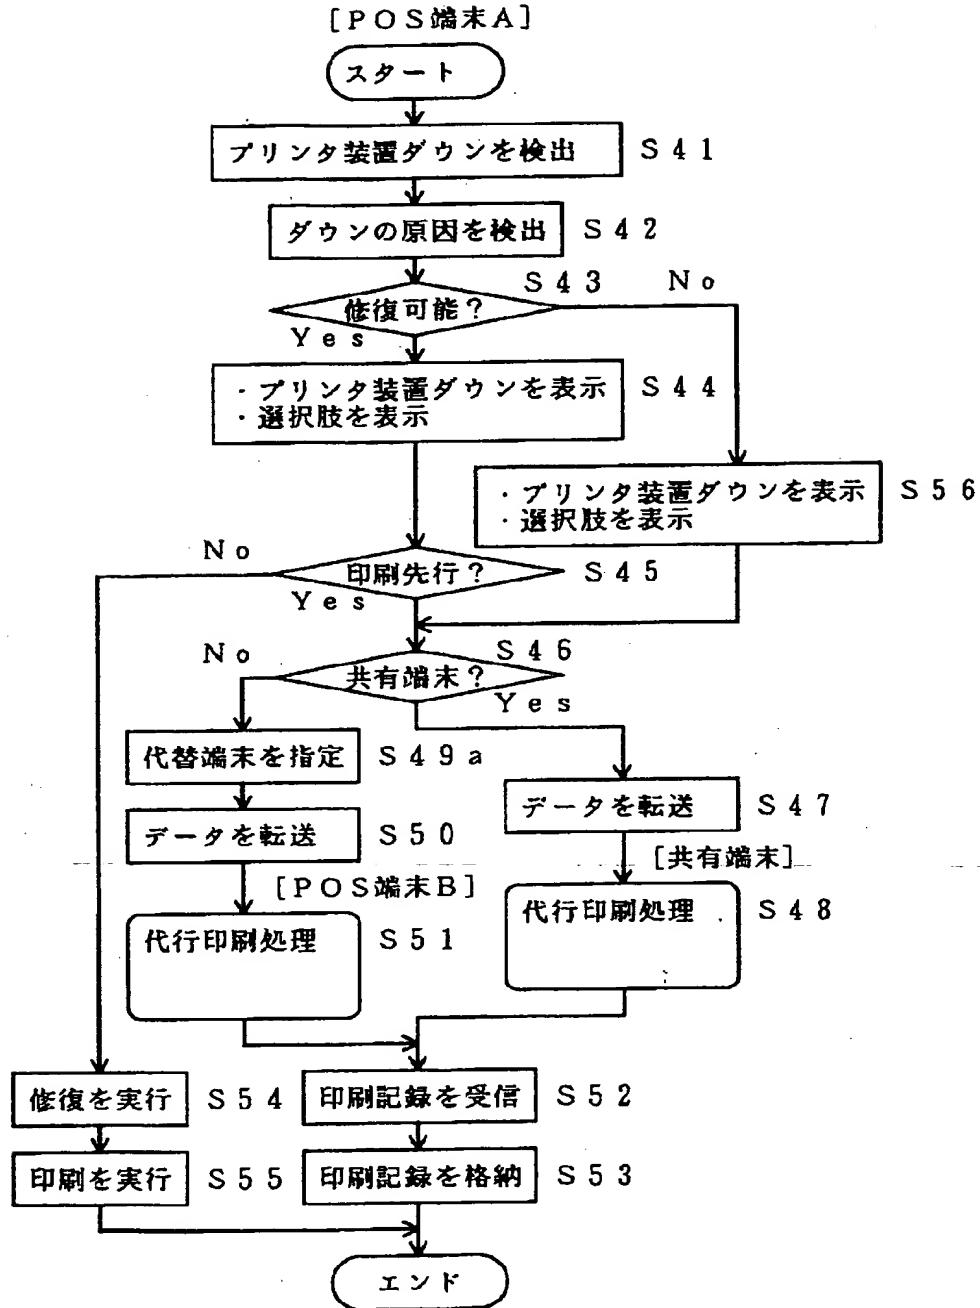 [POS端末A]
スタート
プリンタ装置ダウンを検出 S41
ダウンの原因を検出 S42
S43 No
修復可能?
Yes
・プリンタ装置ダウンを表示 S44
・選択肢を表示
・プリンタ装置ダウンを表示 S56
・選択肢を表示
No
印刷先行? S45
Yes
No S46
共有端末?
Yes
代替端末を指定 S49a
データを転送 S47
データを転送 S50
[共有端末]
[POS端末B]
代行印刷処理 S48
代行印刷処理 S51
修復を実行 S54 印刷記録を受信 S52
印刷を実行 S55 印刷記録を格納 S53
エンド